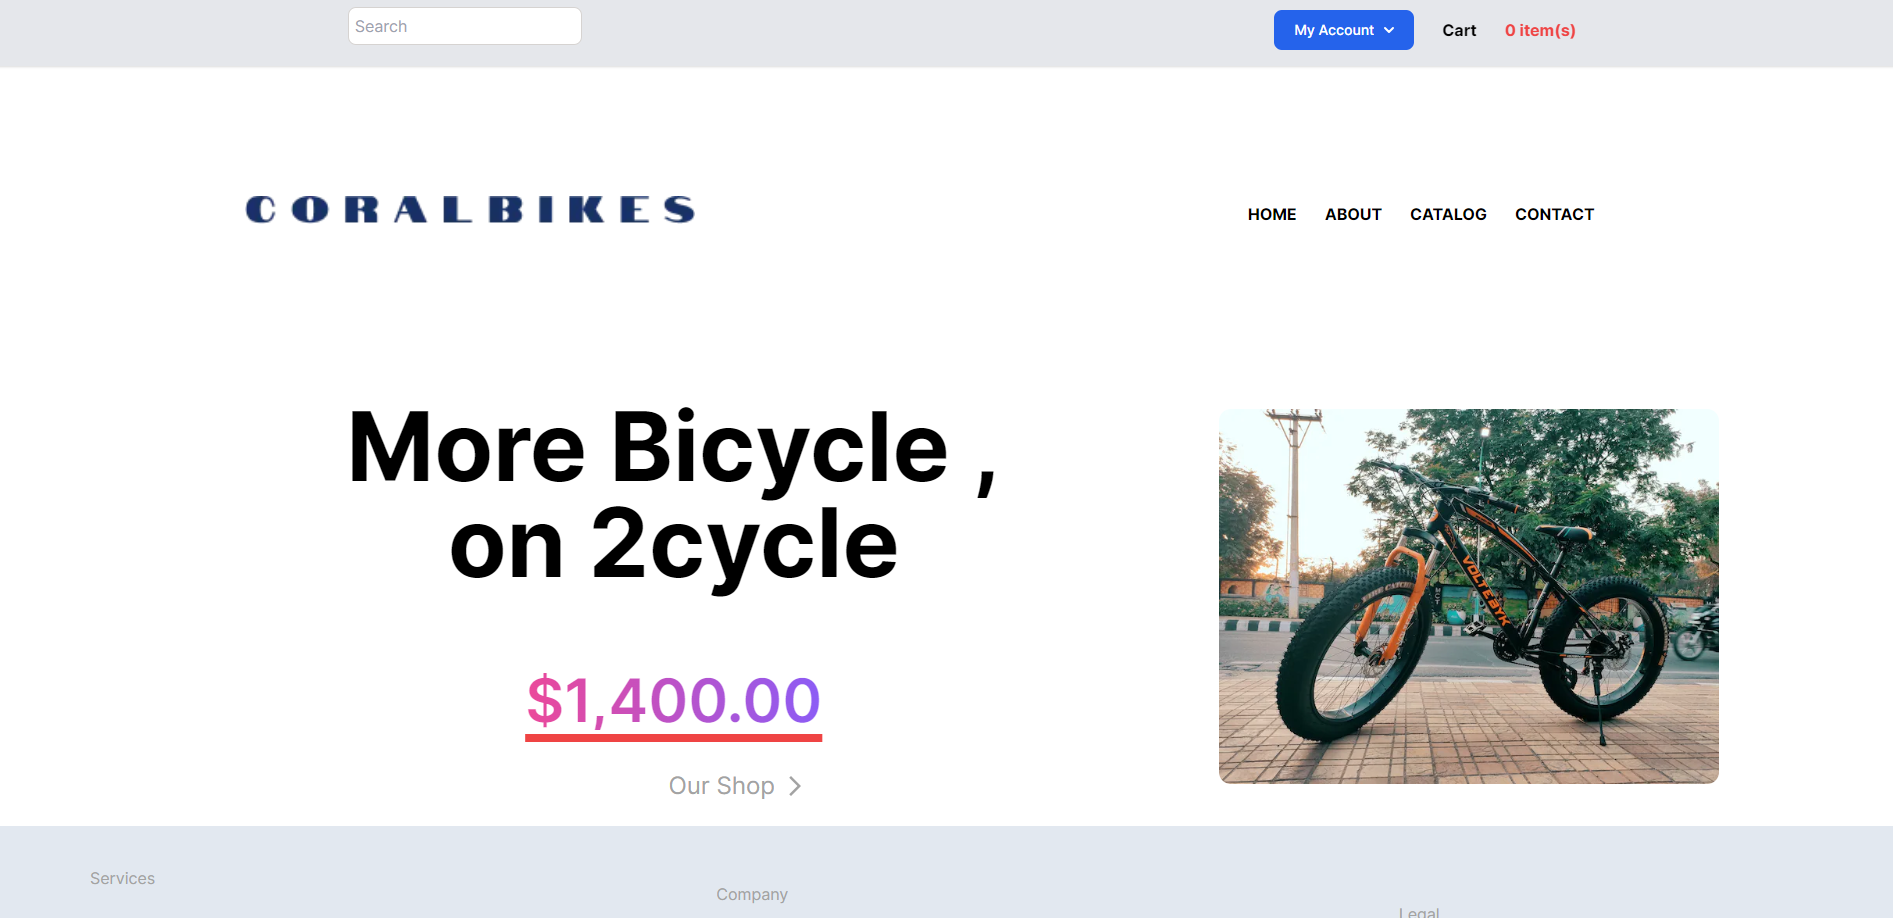 Search
My Account
Cart
0 item(s)
CORALBIKES
HOME
ABOUT
CATALOG
CONTACT
More Bicycle ,
on 2cycle
$1,400.00
Our Shop
VOLTEBYK
MCT
Services
Company
Legal